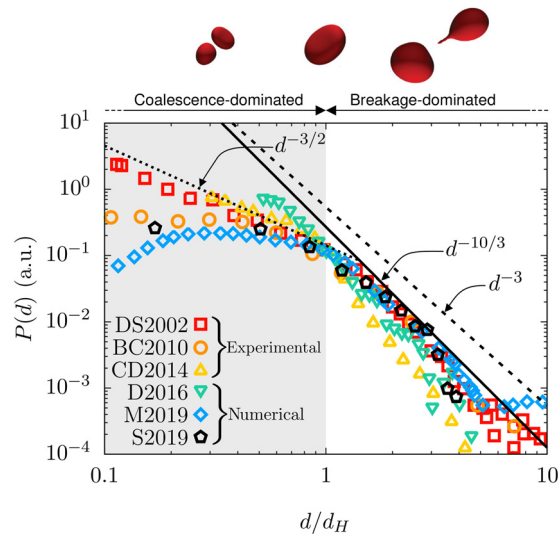 Coalescence-dominated Breakage-dominated
10^1
10^0
10^{-1}
10^{-2}
10^{-3}
10^{-4}
P(d) (a.u.)
d^{-3/2}
d^{-10/3}
d^{-3}
DS2002
BC2010 Experimental
CD2014
D2016
M2019 Numerical
S2019
0.1 1 10
d/d_H